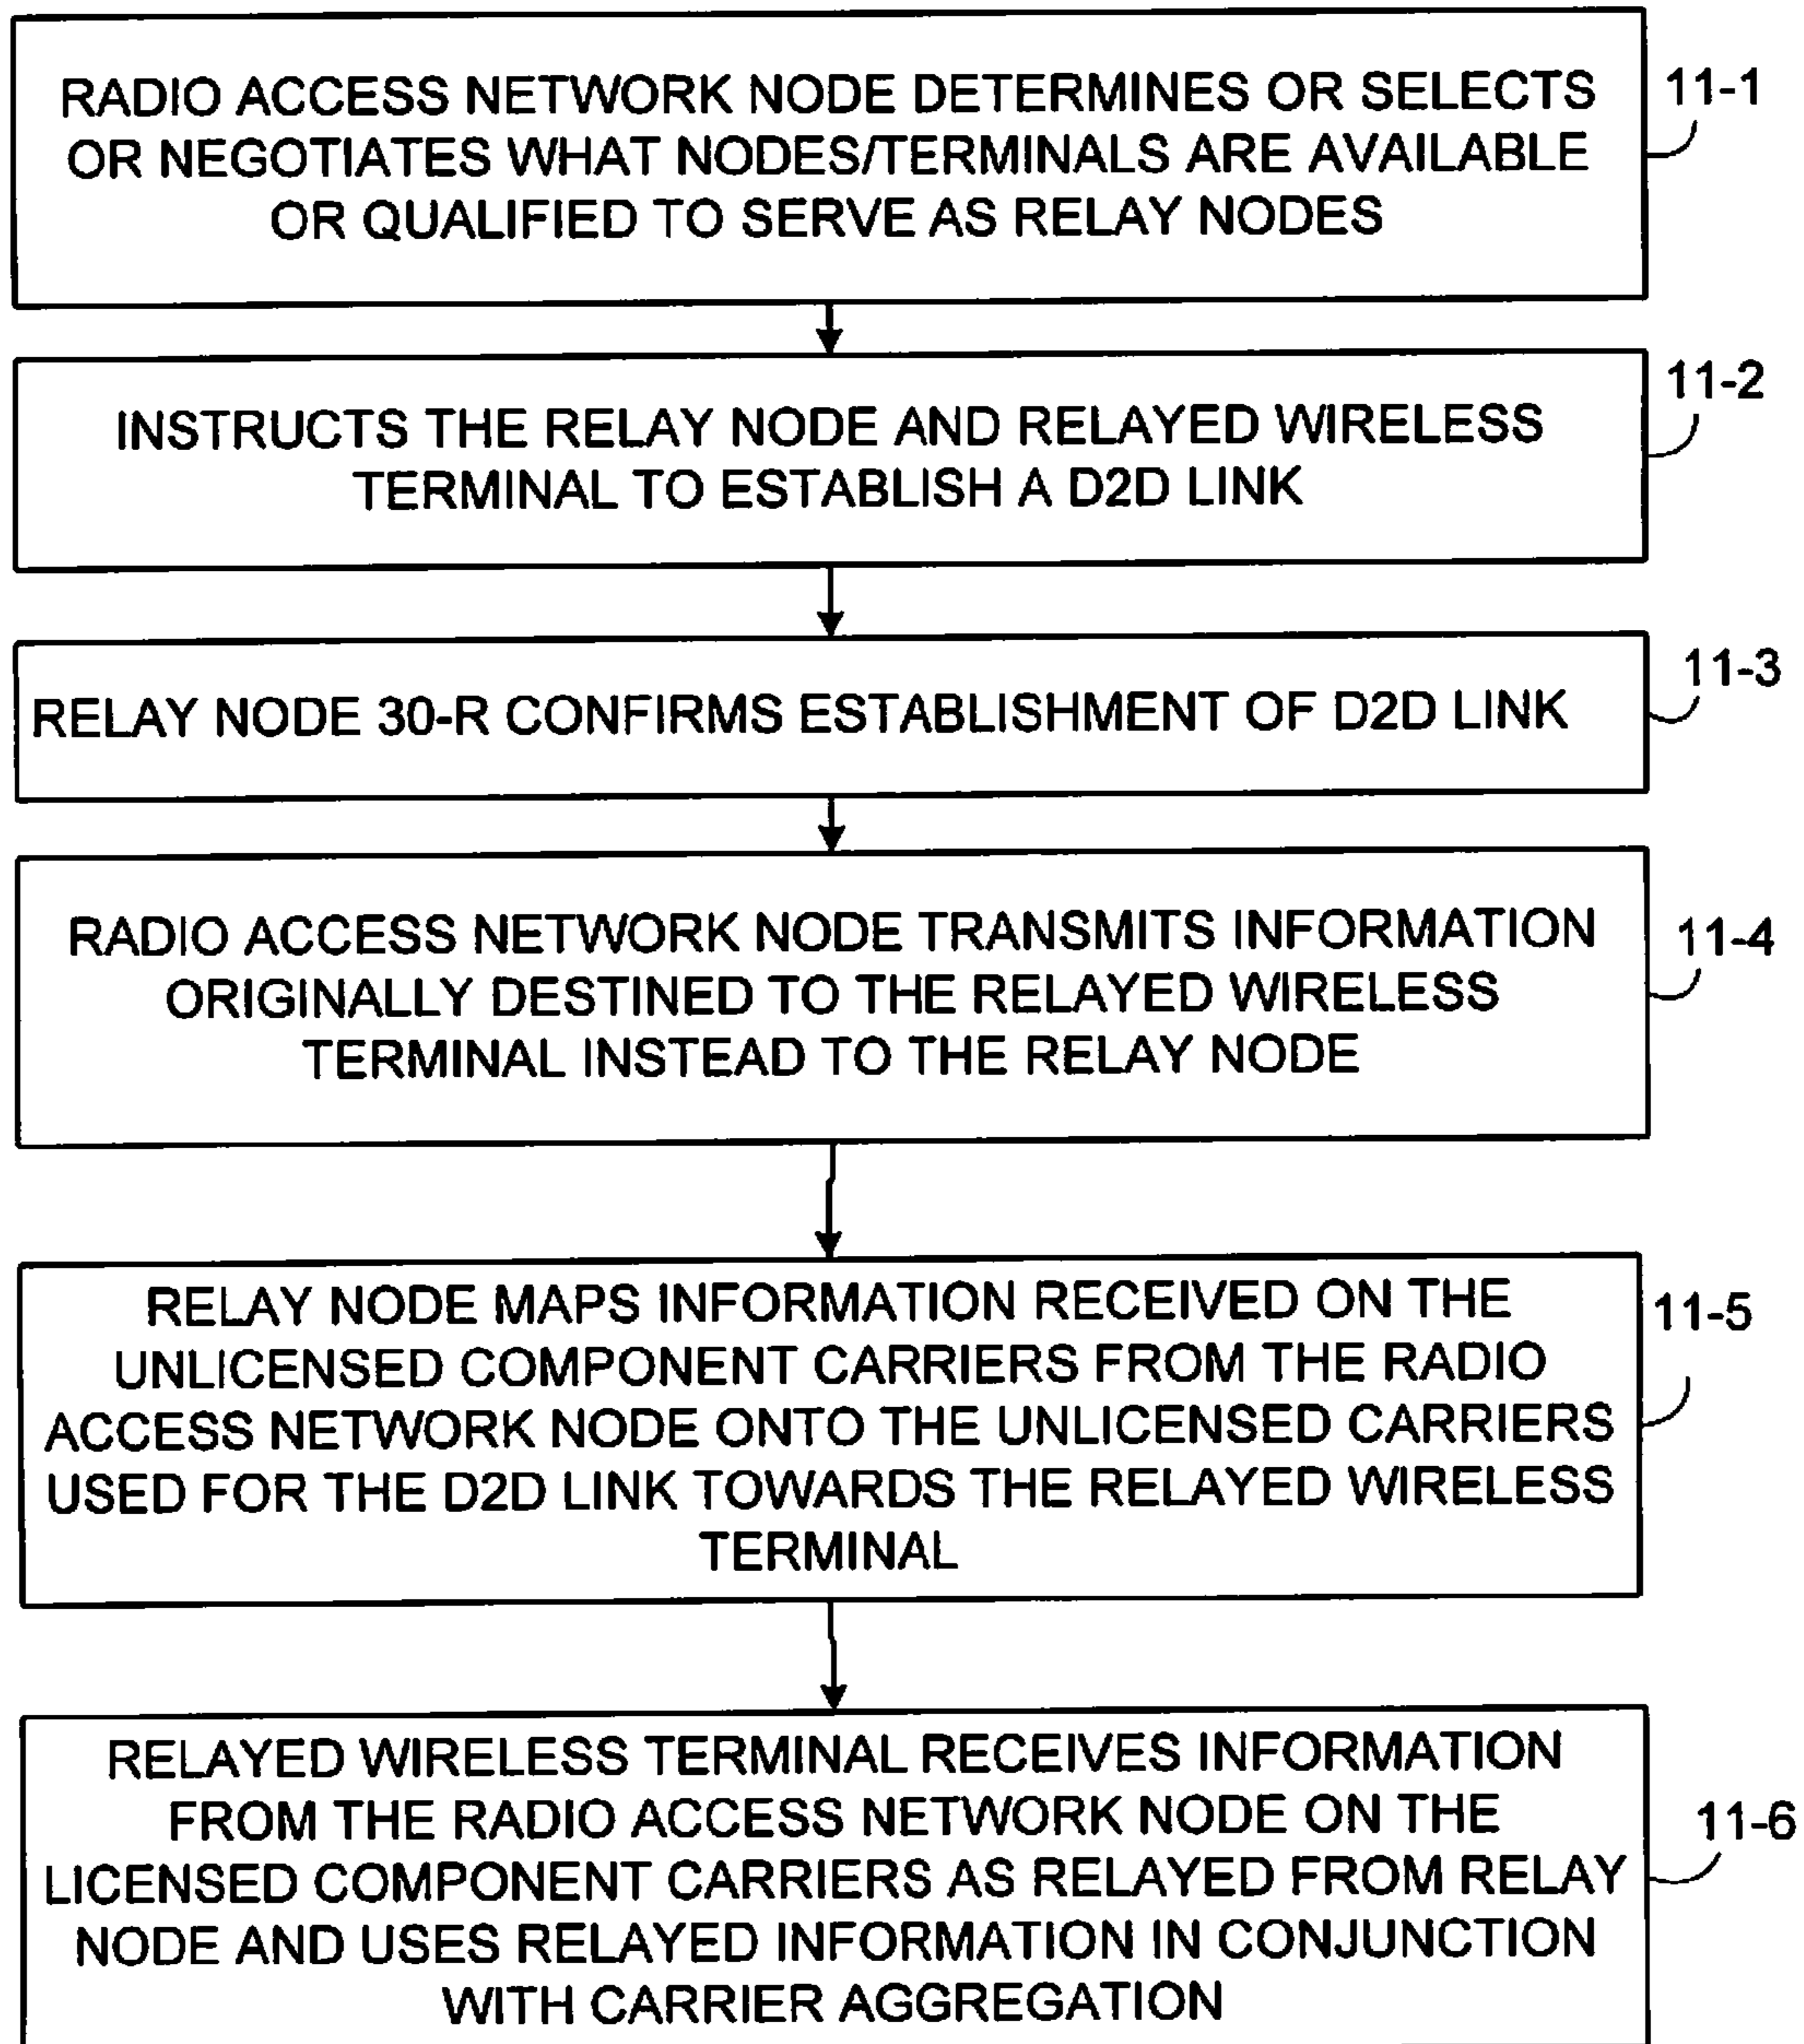 RADIO ACCESS NETWORK NODE DETERMINES OR SELECTS
OR NEGOTIATES WHAT NODES/TERMINALS ARE AVAILABLE
OR QUALIFIED TO SERVE AS RELAY NODES
11-1
INSTRUCTS THE RELAY NODE AND RELAYED WIRELESS
TERMINAL TO ESTABLISH A D2D LINK
11-2
RELAY NODE 30-R CONFIRMS ESTABLISHMENT OF D2D LINK
11-3
RADIO ACCESS NETWORK NODE TRANSMITS INFORMATION
ORIGINALLY DESTINED TO THE RELAYED WIRELESS
TERMINAL INSTEAD TO THE RELAY NODE
11-4
RELAY NODE MAPS INFORMATION RECEIVED ON THE
UNLICENSED COMPONENT CARRIERS FROM THE RADIO
ACCESS NETWORK NODE ONTO THE UNLICENSED CARRIERS
USED FOR THE D2D LINK TOWARDS THE RELAYED WIRELESS
TERMINAL
11-5
RELAYED WIRELESS TERMINAL RECEIVES INFORMATION
FROM THE RADIO ACCESS NETWORK NODE ON THE
LICENSED COMPONENT CARRIERS AS RELAYED FROM RELAY
NODE AND USES RELAYED INFORMATION IN CONJUNCTION
WITH CARRIER AGGREGATION
11-6